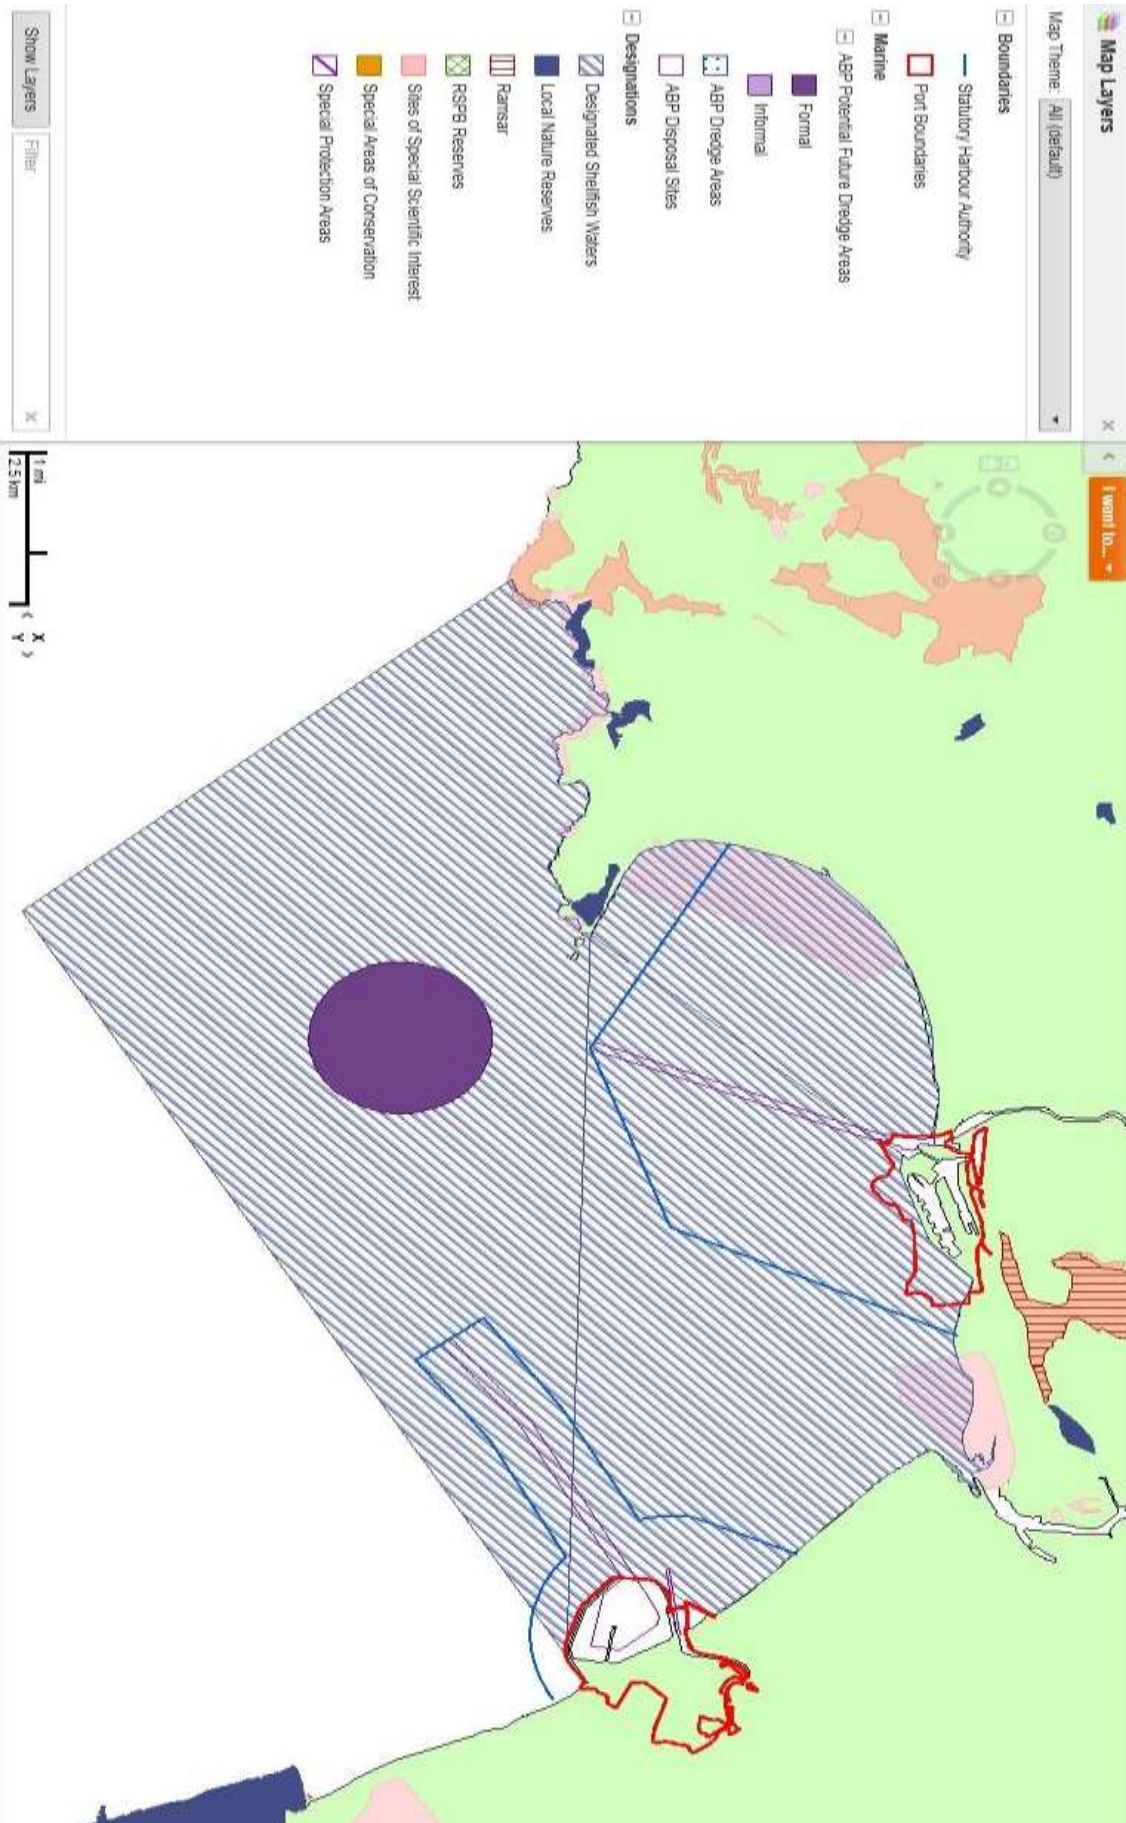 Map Layers
Map Theme: All (default)
Boundaries
Statutory Harbour Authority
Port Boundaries
Marine
ABP Potential Future Dredge Areas
Formal
Informal
ABP Dredge Areas
ABP Disposal Sites
Designations
Designated Shellfish Waters
Local Nature Reserves
Ramsar
RSPB Reserves
Sites of Special Scientific Interest
Special Areas of Conservation
Special Protection Areas
Show Layers
Filter
I want to...
1 mi
2.5 km
X
Y